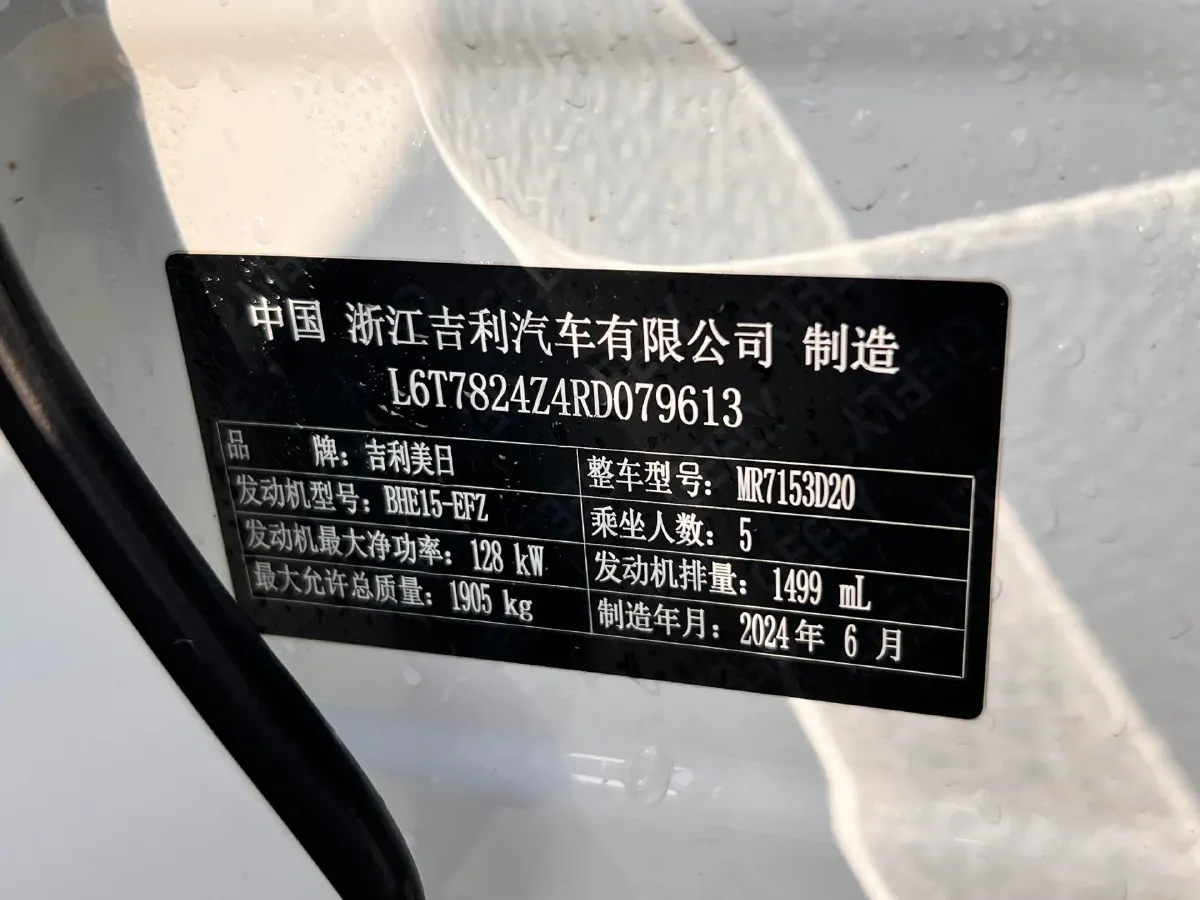 中国 浙江吉利汽车有限公司 制造
L6T7824Z4RD079613
品 牌：吉利美日 整车型号：MR7153D20
发动机型号：BHE15-EFZ 乘坐人数：5
发动机最大净功率：128 kW 发动机排量：1499 mL
最大允许总质量：1905 kg 制造年月：2024年 6 月